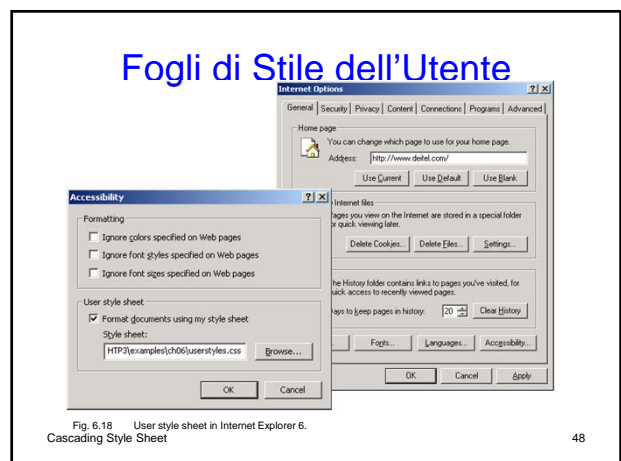 Fogli di Stile dell'Utente
Internet Options
General Security Privacy Content Connections Programs Advanced
Home page
You can change which page to use for your home page.
Address: http://www.deitel.com/
Use Current Use Default Use Blank
Internet files
Pages you view on the Internet are stored in a special folder
for quick viewing later.
Delete Cookies... Delete Files... Settings...
The History folder contains links to pages you've visited, for
quick access to recently viewed pages.
Days to keep pages in history: 20 Clear History
Fonts... Languages... Accessibility...
OK Cancel Apply
Accessibility
Formatting
Ignore colors specified on Web pages
Ignore font styles specified on Web pages
Ignore font sizes specified on Web pages
User style sheet
Format documents using my style sheet
Style sheet:
HTP3\examples\ch06\userstyles.css Browse...
OK Cancel
Fig. 6.18 User style sheet in Internet Explorer 6.
Cascading Style Sheet 48